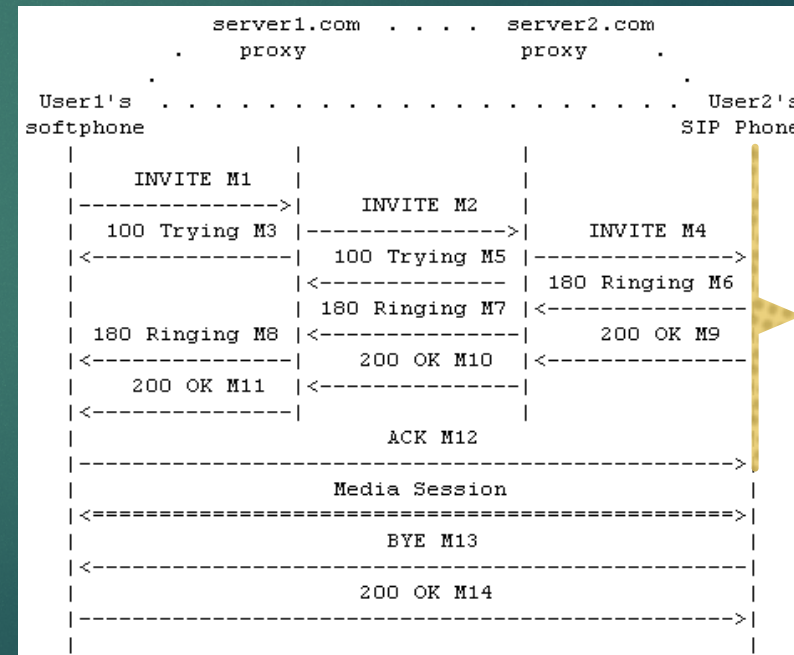 server1.com . . . . server2.com
. proxy proxy .
. .
User1's . . . . . . . . . . . . . . . . . . . . User2's
softphone SIP Phone
| | |
| INVITE M1 | |
|--------------->| INVITE M2 |
| 100 Trying M3 |--------------->| INVITE M4
|<---------------| 100 Trying M5 |--------------->
| |<-------------- | 180 Ringing M6
| | 180 Ringing M7 |<---------------
| 180 Ringing M8 |<---------------| 200 OK M9
|<---------------| 200 OK M10 |<---------------
| 200 OK M11 |<---------------|
|<---------------| |
| ACK M12
|------------------------------------------------->|
| Media Session |
|<================================================>|
| BYE M13 |
|<-------------------------------------------------|
| 200 OK M14 |
|------------------------------------------------->|
| |